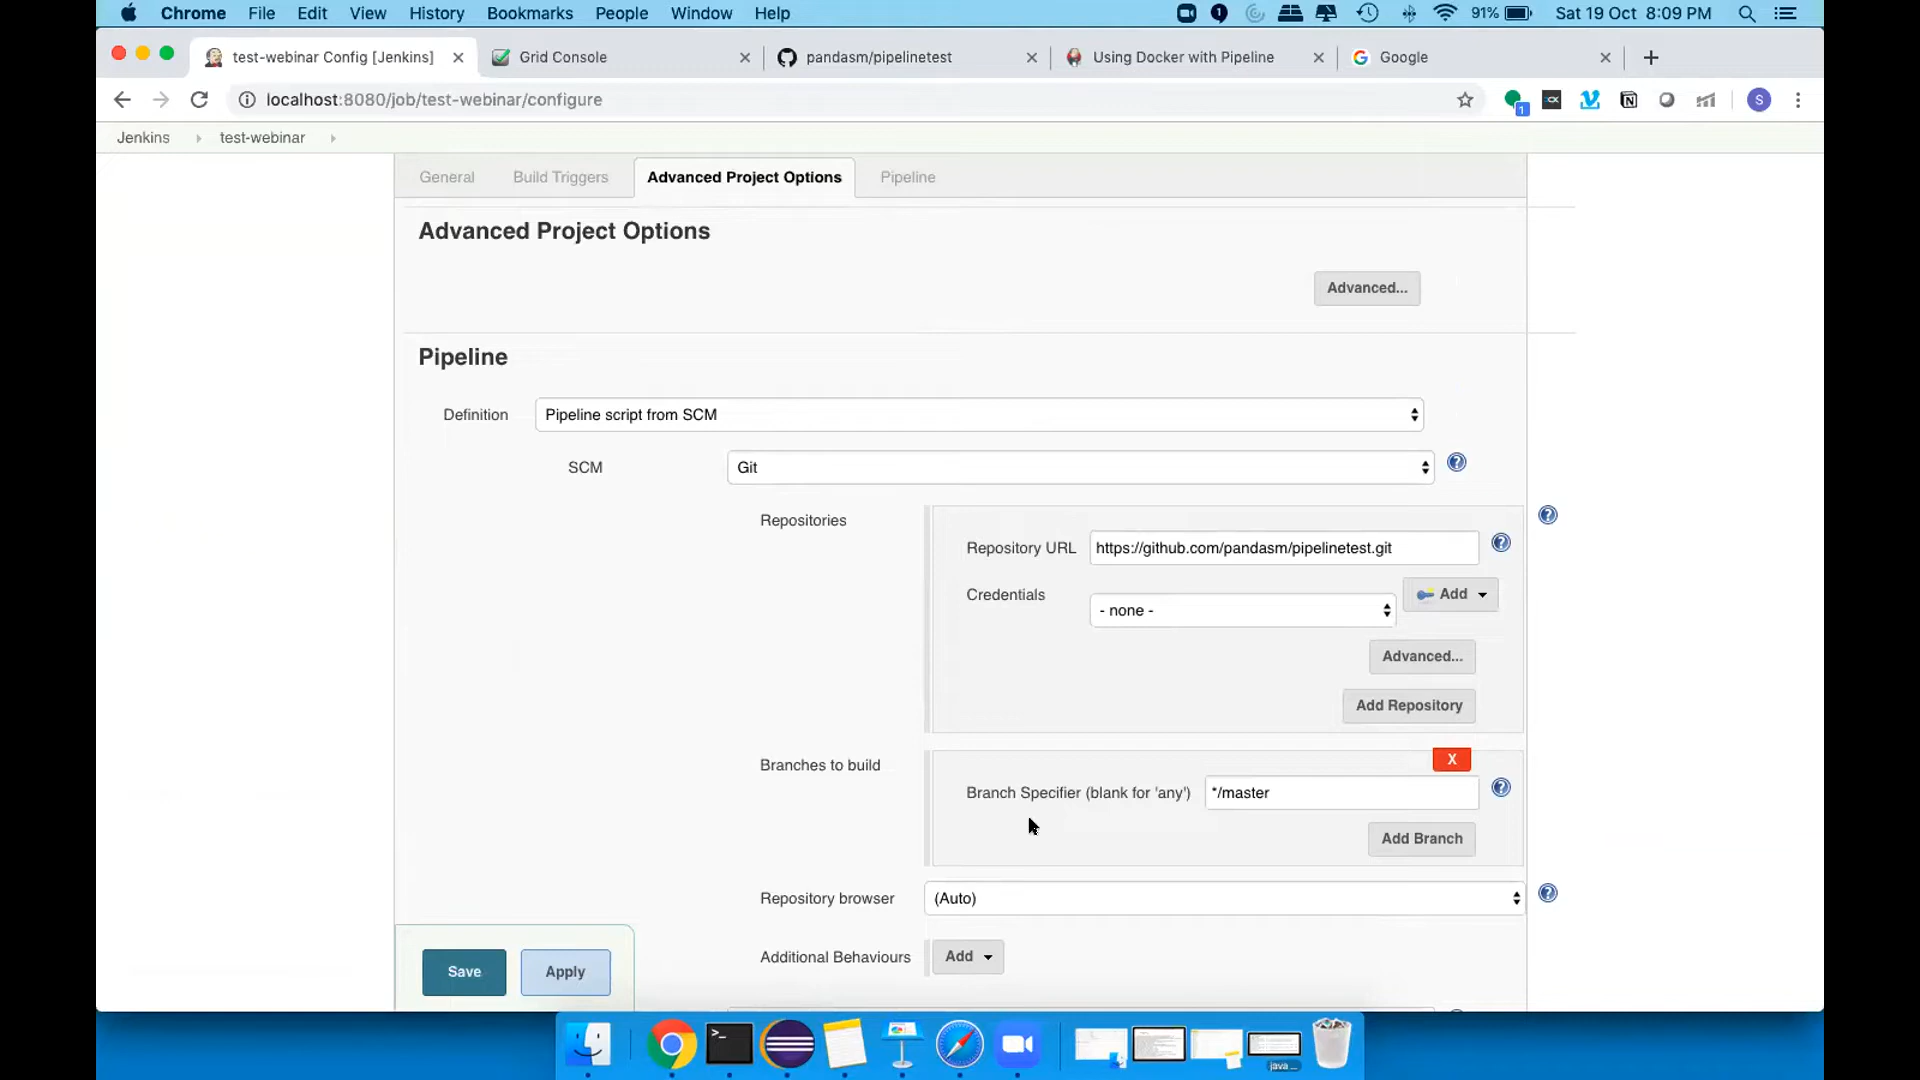 Chrome File Edit View History Bookmarks People Window Help 91% Sat 19 Oct 8:09 PM
test-webinar Config [Jenkins] Grid Console pandasm/pipelinetest Using Docker with Pipeline Google
localhost:8080/job/test-webinar/configure 1 S
Jenkins test-webinar
General Build Triggers Advanced Project Options Pipeline
Advanced Project Options
Advanced...
Pipeline
Definition Pipeline script from SCM
SCM Git
Repositories
Repository URL https://github.com/pandasm/pipelinetest.git
Credentials - none - Add
Advanced...
Add Repository
Branches to build X
Branch Specifier (blank for 'any') */master
Add Branch
Repository browser (Auto)
Additional Behaviours Add
Save Apply
java ...